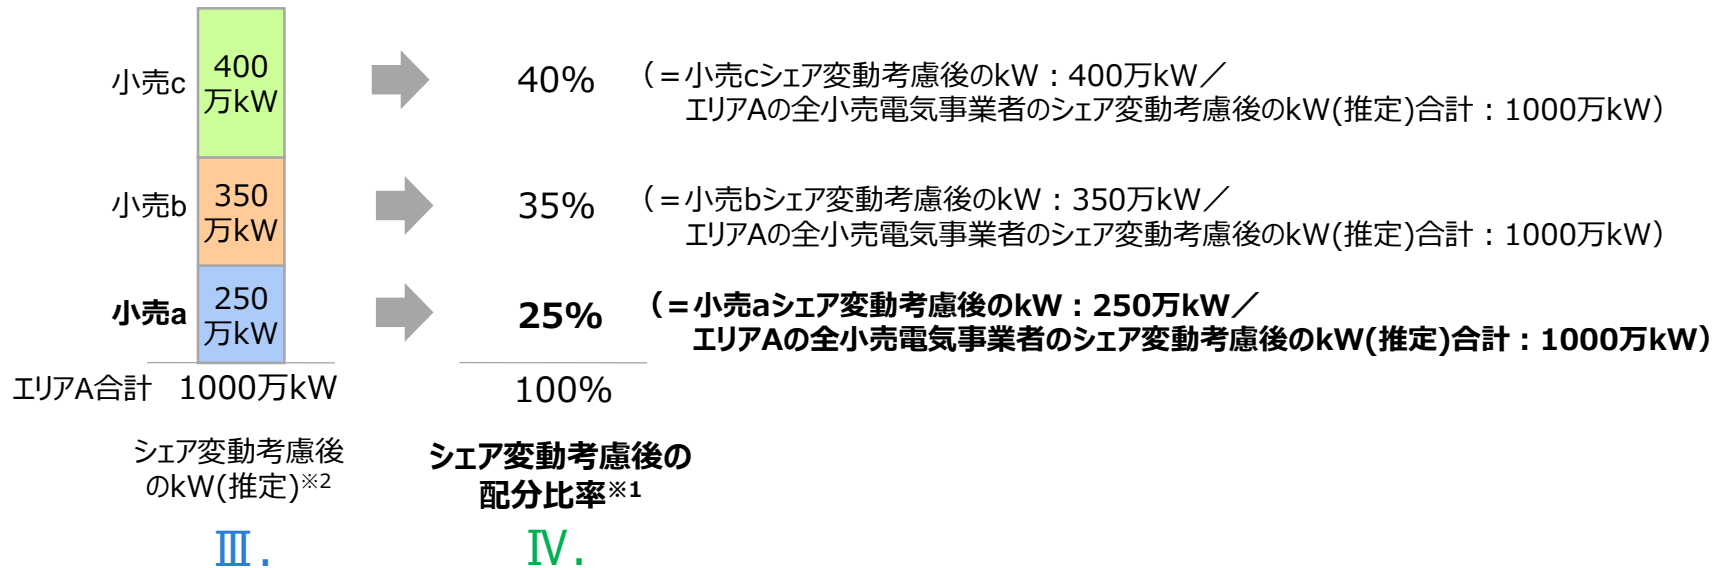 小売c
400
万kW
40%
（=小売cシェア変動考慮後のkW：400万kW／
エリアAの全小売電気事業者のシェア変動考慮後のkW(推定)合計：1000万kW）
小売b
350
万kW
35%
（=小売bシェア変動考慮後のkW：350万kW／
エリアAの全小売電気事業者のシェア変動考慮後のkW(推定)合計：1000万kW）
小売a
250
万kW
25%
（=小売aシェア変動考慮後のkW：250万kW／
エリアAの全小売電気事業者のシェア変動考慮後のkW(推定)合計：1000万kW）
エリアA合計 1000万kW
100%
シェア変動考慮後
のkW(推定)※2
シェア変動考慮後の
配分比率※1
Ⅲ.
Ⅳ.